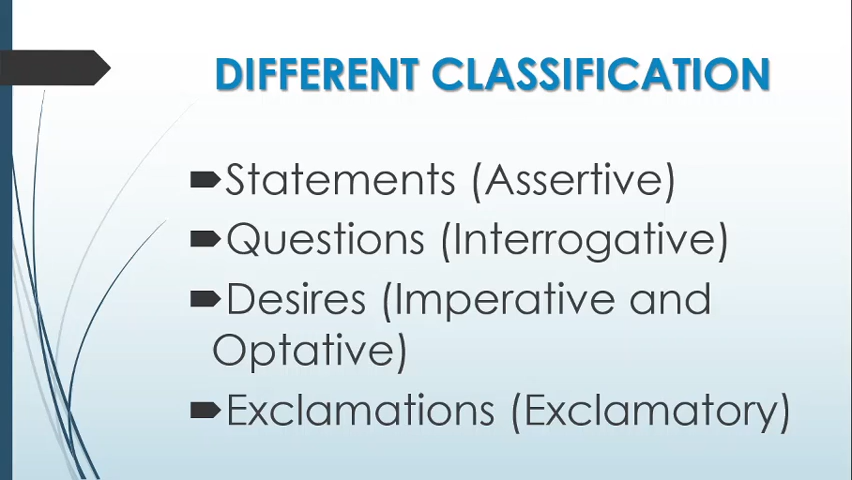 DIFFERENT CLASSIFICATION
Statements (Assertive)
Questions (Interrogative)
Desires (Imperative and
Optative)
Exclamations (Exclamatory)